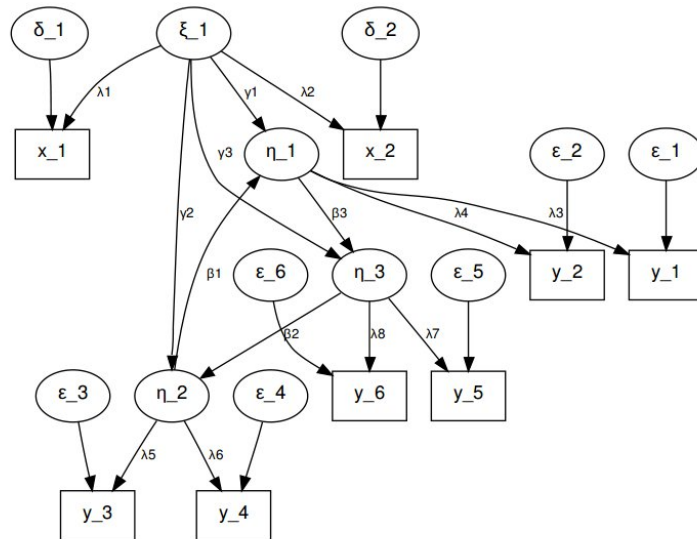 δ_1
ξ_1
δ_2
λ1
γ1
λ2
x_1
γ3
η_1
x_2
ε_2
ε_1
γ2
β3
λ4
λ3
β1
ε_6
η_3
ε_5
y_2
y_1
β2
λ8
λ7
ε_3
η_2
ε_4
y_6
y_5
λ5
λ6
y_3
y_4